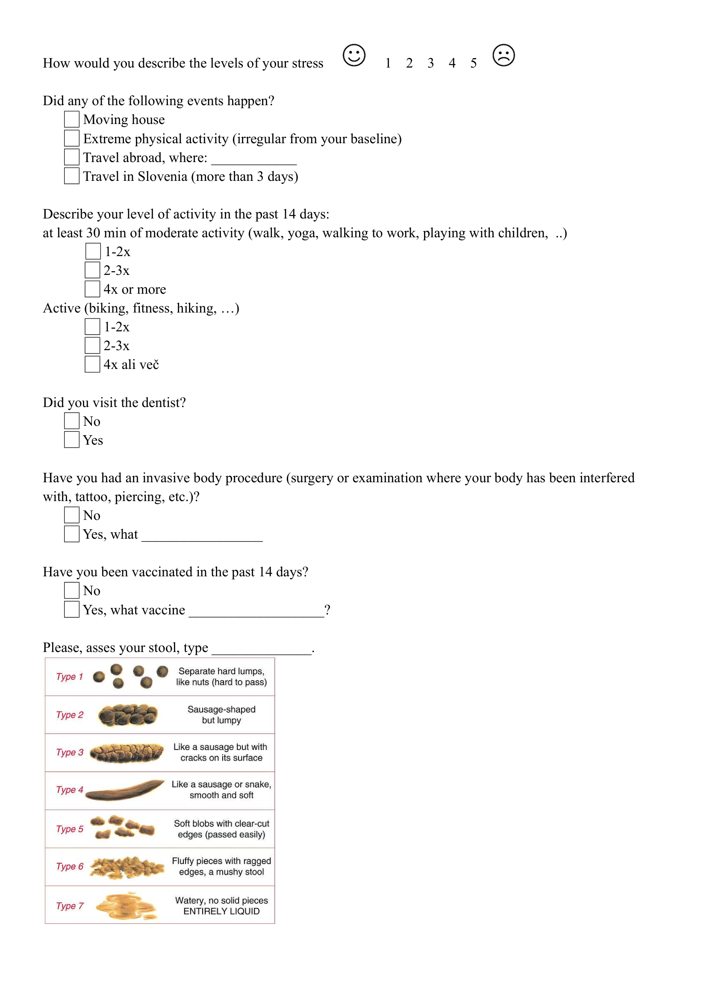 How would you describe the levels of your stress 1 2 3 4 5
Did any of the following events happen?
Moving house
Extreme physical activity (irregular from your baseline)
Travel abroad, where: ____________
Travel in Slovenia (more than 3 days)
Describe your level of activity in the past 14 days:
at least 30 min of moderate activity (walk, yoga, walking to work, playing with children, ..)
1-2x
2-3x
4x or more
Active (biking, fitness, hiking, …)
1-2x
2-3x
4x ali več
Did you visit the dentist?
No
Yes
Have you had an invasive body procedure (surgery or examination where your body has been interfered
with, tattoo, piercing, etc.)?
No
Yes, what _________________
Have you been vaccinated in the past 14 days?
No
Yes, what vaccine ___________________?
Please, asses your stool, type ________________.
Type 1 Separate hard lumps,
like nuts (hard to pass)
Type 2 Sausage-shaped
but lumpy
Type 3 Like a sausage but with
cracks on its surface
Type 4 Like a sausage or snake,
smooth and soft
Type 5 Soft blobs with clear-cut
edges (passed easily)
Type 6 Fluffy pieces with ragged
edges, a mushy stool
Type 7 Watery, no solid pieces
ENTIRELY LIQUID